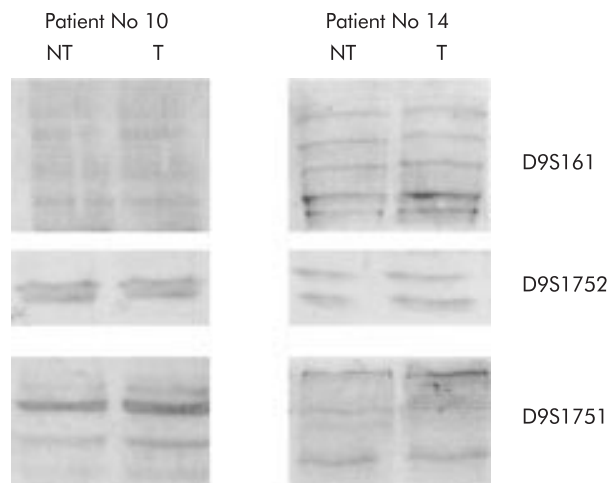 Patient No 10 Patient No 14
NT T NT T
D9S161
D9S1752
D9S1751